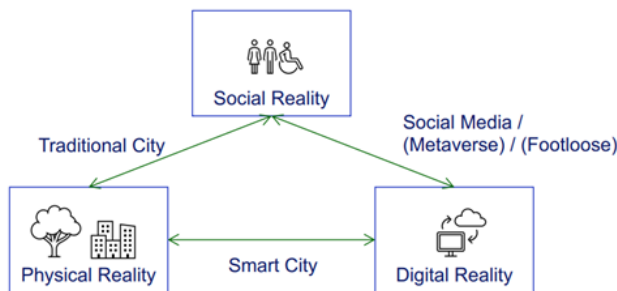 Social Reality
Traditional City
Social Media /
(Metaverse) / (Footloose)
Physical Reality
Smart City
Digital Reality